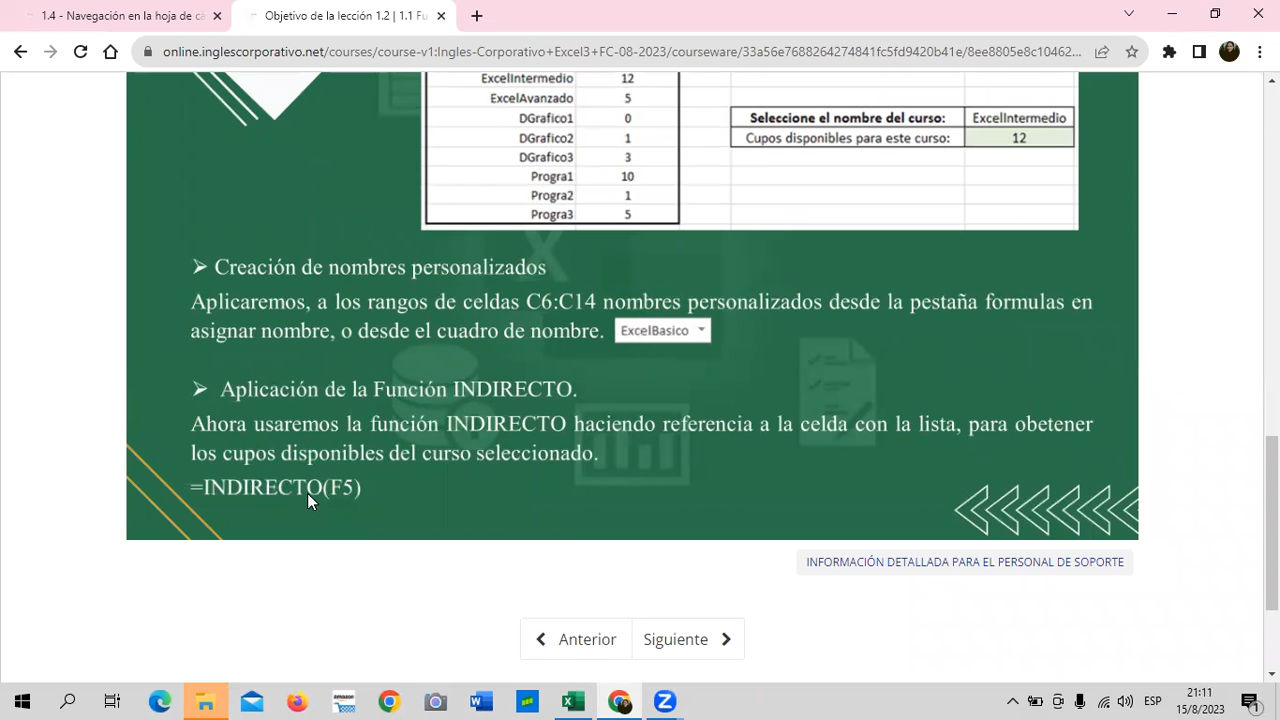 1.4 - Navegación en la hoja de cá
Objetivo de la lección 1.2 | 1.1 Fu
online.inglescorporativo.net/courses/course-v1:Ingles-Corporativo+Excel3+FC-08-2023/courseware/33a56e7688264274841fc5fd9420b41e/8ee8805e8c10462...
ExcelIntermedio 12
ExcelAvanzado 5
DGrafico1 0
DGrafico2 1
DGrafico3 3
Progra1 10
Progra2 1
Progra3 5
Seleccione el nombre del curso: ExcelIntermedio
Cupos disponibles para este curso: 12
Creación de nombres personalizados
Aplicaremos, a los rangos de celdas C6:C14 nombres personalizados desde la pestaña formulas en
asignar nombre, o desde el cuadro de nombre. ExcelBasico
Aplicación de la Función INDIRECTO.
Ahora usaremos la función INDIRECTO haciendo referencia a la celda con la lista, para obetener
los cupos disponibles del curso seleccionado.
=INDIRECTO(F5)
INFORMACIÓN DETALLADA PARA EL PERSONAL DE SOPORTE
Anterior Siguiente
ESP
21:11
15/8/2023